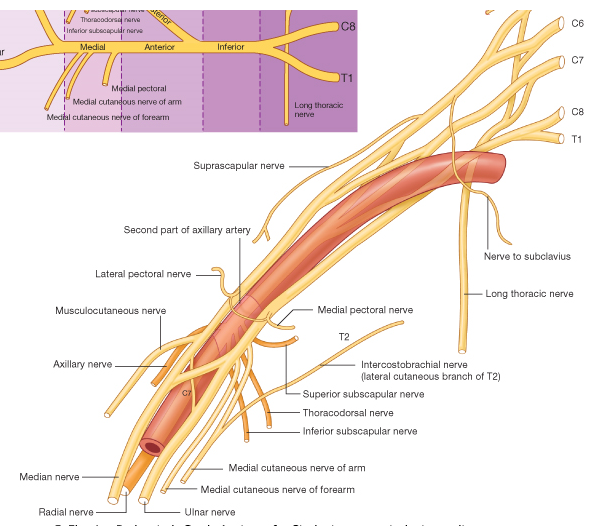 Thoracodorsal nerve
Inferior subscapular nerve
Medial
Anterior
Inferior
C8
T1
Medial pectoral
Medial cutaneous nerve of arm
Medial cutaneous nerve of forearm
Long thoracic
nerve
C6
C7
C8
T1
Suprascapular nerve
Second part of axillary artery
Nerve to subclavius
Lateral pectoral nerve
Long thoracic nerve
Musculocutaneous nerve
Medial pectoral nerve
T2
Axillary nerve
Intercostobrachial nerve
(lateral cutaneous branch of T2)
C7
Superior subscapular nerve
Thoracodorsal nerve
Inferior subscapular nerve
Medial cutaneous nerve of arm
Median nerve
Medial cutaneous nerve of forearm
Radial nerve
Ulnar nerve